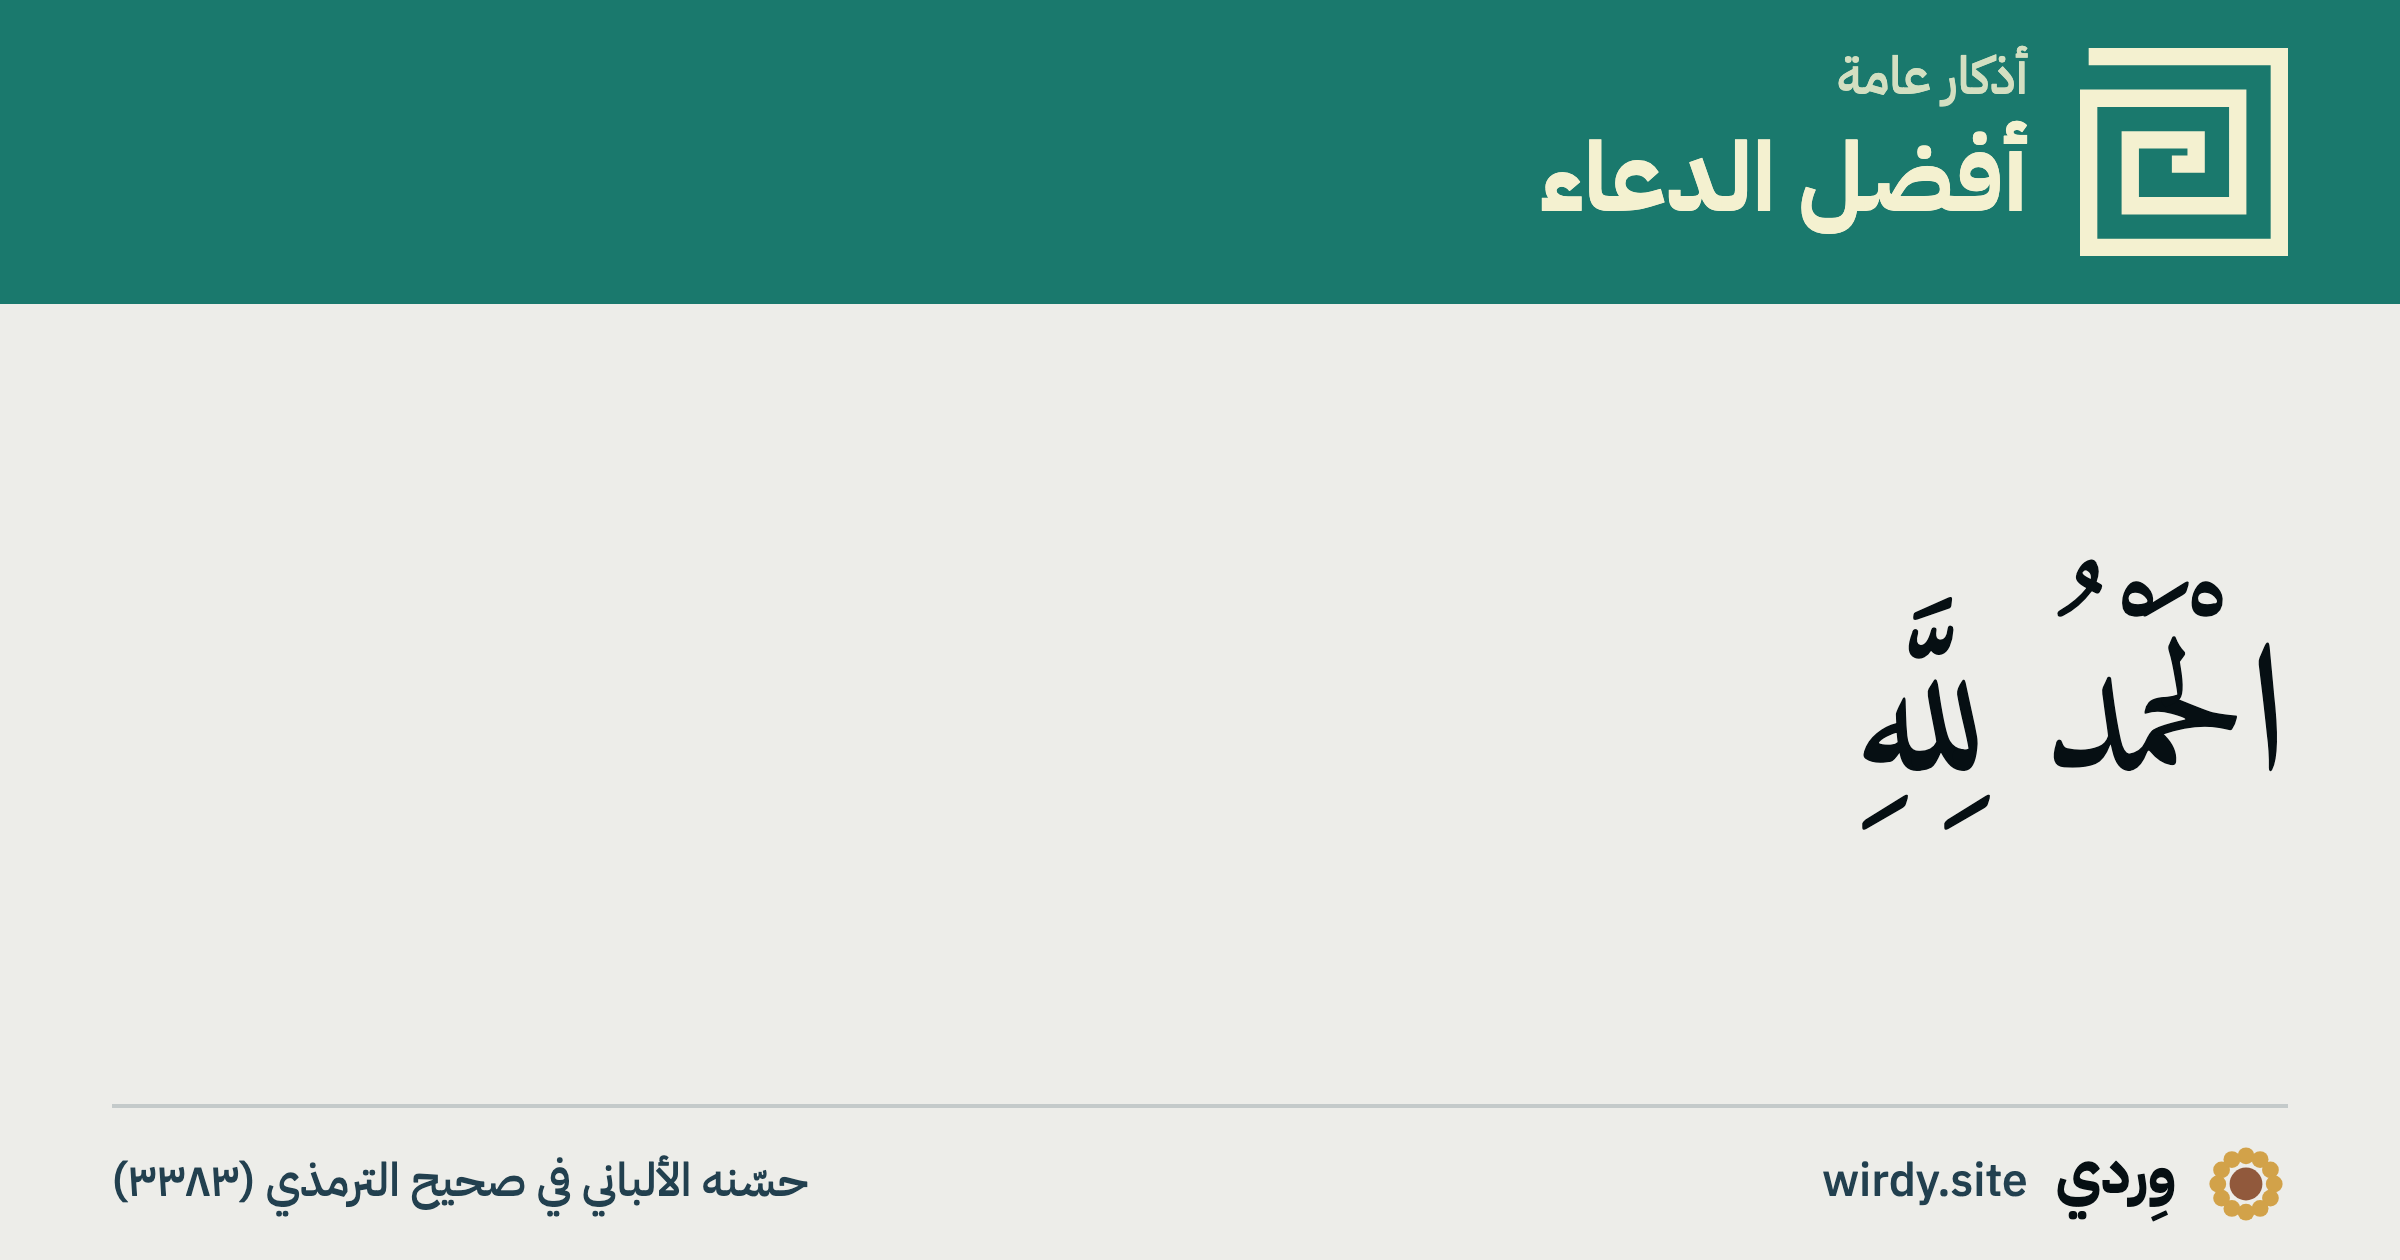 أذكار عامة
أفضل الدعاء
الْحَمْدُ لِلَّهِ
وِردي wirdy.site
حسّنه الألباني في صحيح الترمذي (٣٣٨٣)